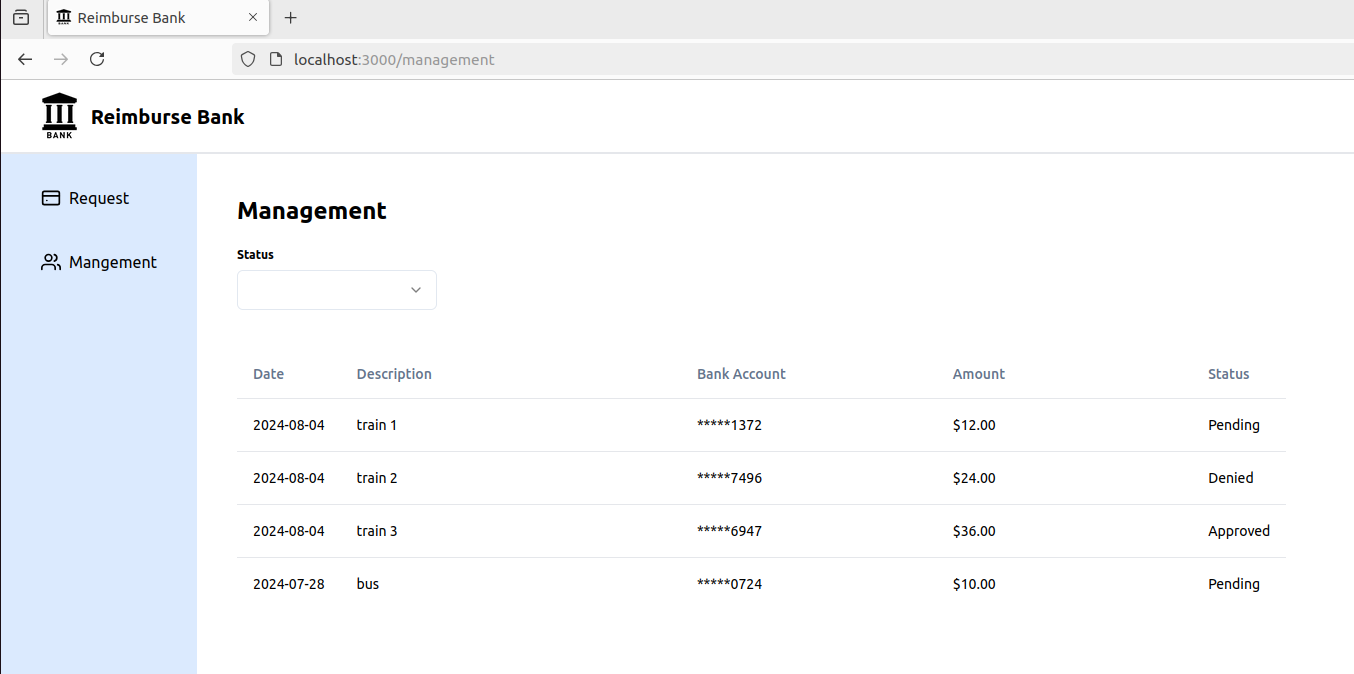 Reimburse Bank
localhost:3000/management
BANK
Reimburse Bank
Request
Mangement
Management
Status
Date Description Bank Account Amount Status
2024-08-04 train 1 *****1372 $12.00 Pending
2024-08-04 train 2 *****7496 $24.00 Denied
2024-08-04 train 3 *****6947 $36.00 Approved
2024-07-28 bus *****0724 $10.00 Pending